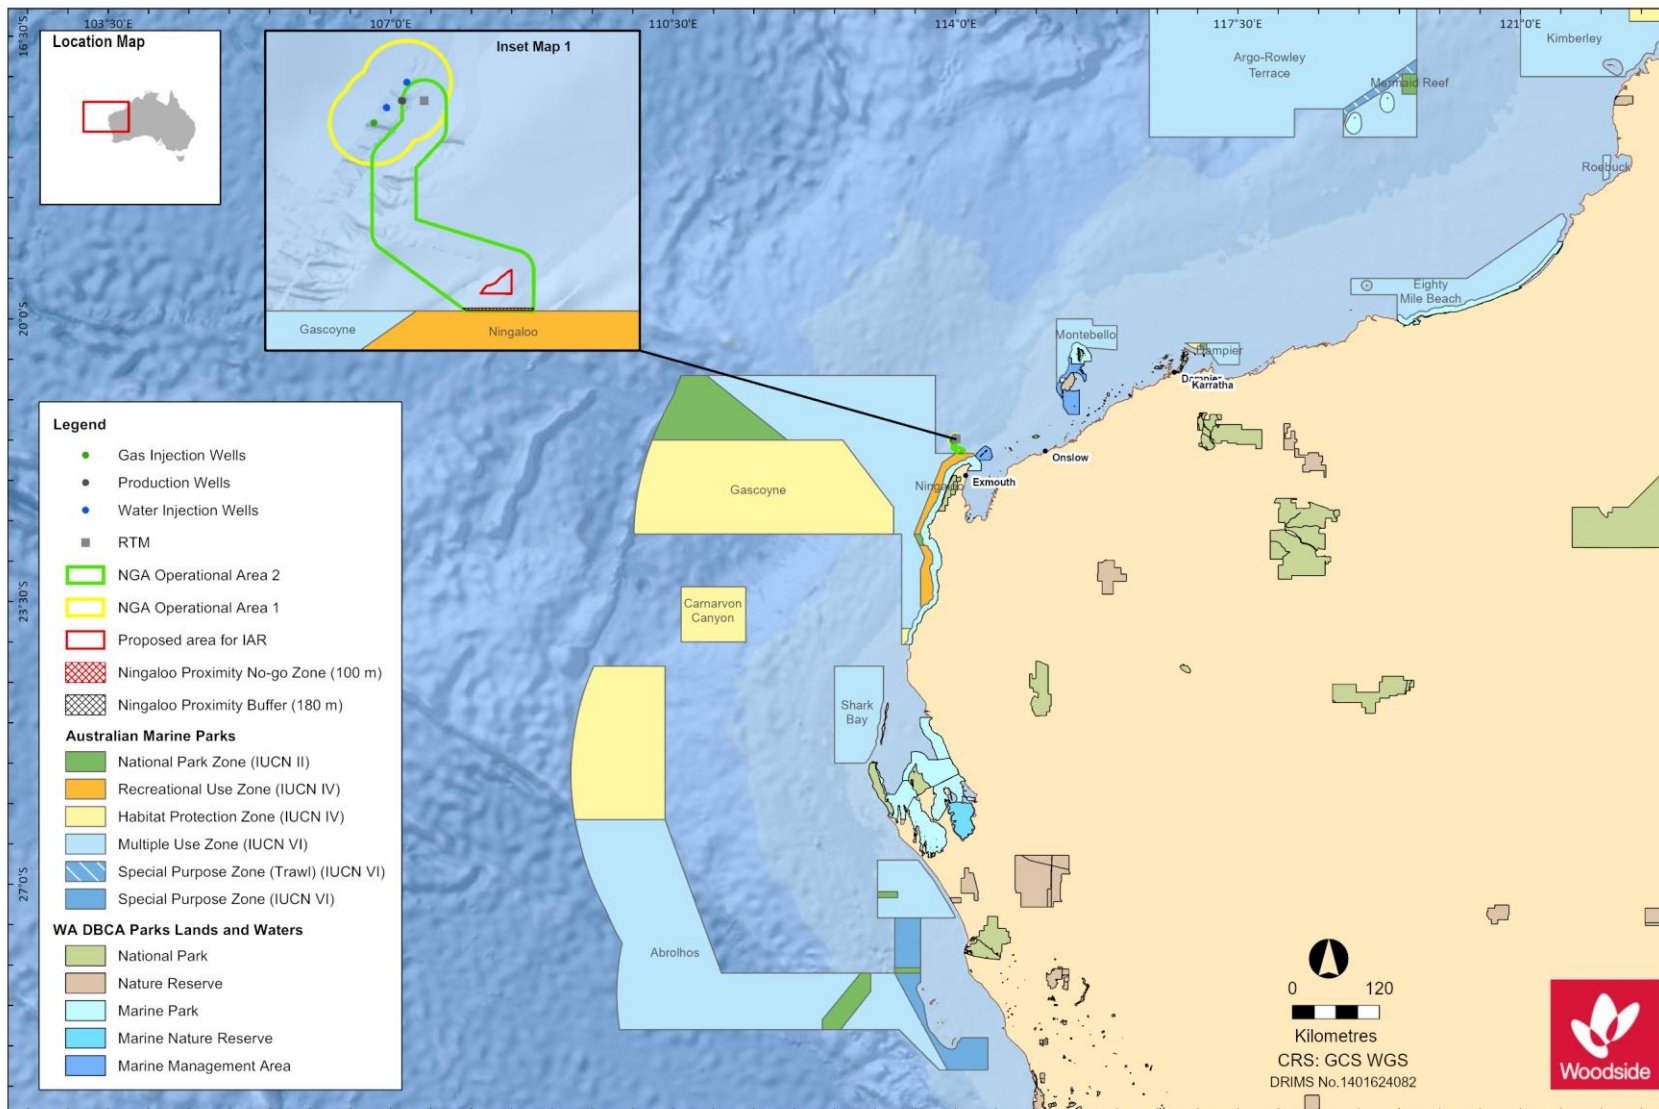 103°30'E
107°0'E
110°30'E
114°0'E
117°30'E
121°0'E
16°30'S
20°0'S
23°30'S
27°0'S
Location Map
Inset Map 1
Gascoyne
Ningaloo
Argo-Rowley
Terrace
Mermaid Reef
Kimberley
Roebuck
Eighty
Mile Beach
Montebello
Dampier
Dampier
Karratha
Onslow
Exmouth
Ningaloo
Gascoyne
Carnarvon
Canyon
Shark
Bay
Abrolhos
Legend
Gas Injection Wells
Production Wells
Water Injection Wells
RTM
NGA Operational Area 2
NGA Operational Area 1
Proposed area for IAR
Ningaloo Proximity No-go Zone (100 m)
Ningaloo Proximity Buffer (180 m)
Australian Marine Parks
National Park Zone (IUCN II)
Recreational Use Zone (IUCN IV)
Habitat Protection Zone (IUCN IV)
Multiple Use Zone (IUCN VI)
Special Purpose Zone (Trawl) (IUCN VI)
Special Purpose Zone (IUCN VI)
WA DBCA Parks Lands and Waters
National Park
Nature Reserve
Marine Park
Marine Nature Reserve
Marine Management Area
0 120
Kilometres
CRS: GCS WGS
DRIMS No.1401624082
Woodside